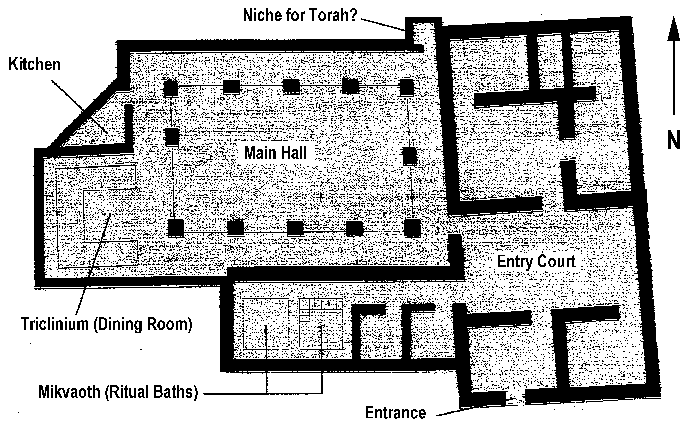 Niche for Torah?
Kitchen
N
Main Hall
Entry Court
Triclinium (Dining Room)
Mikvaoth (Ritual Baths)
Entrance